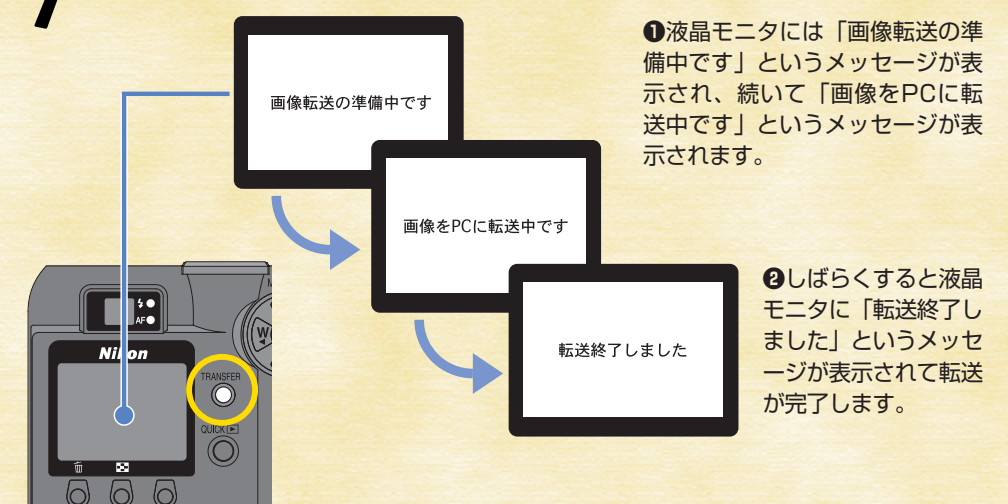 ❶液晶モニタには「画像転送の準
備中です」というメッセージが表
示され、続いて「画像をPCに転
送中です」というメッセージが表
示されます。
画像転送の準備中です
画像をPCに転送中です
転送終了しました
❷しばらくすると液晶
モニタに「転送終了し
ました」というメッセ
ージが表示されて転送
が完了します。
AF
Nikon
TRANSFER
QUICK
W
M